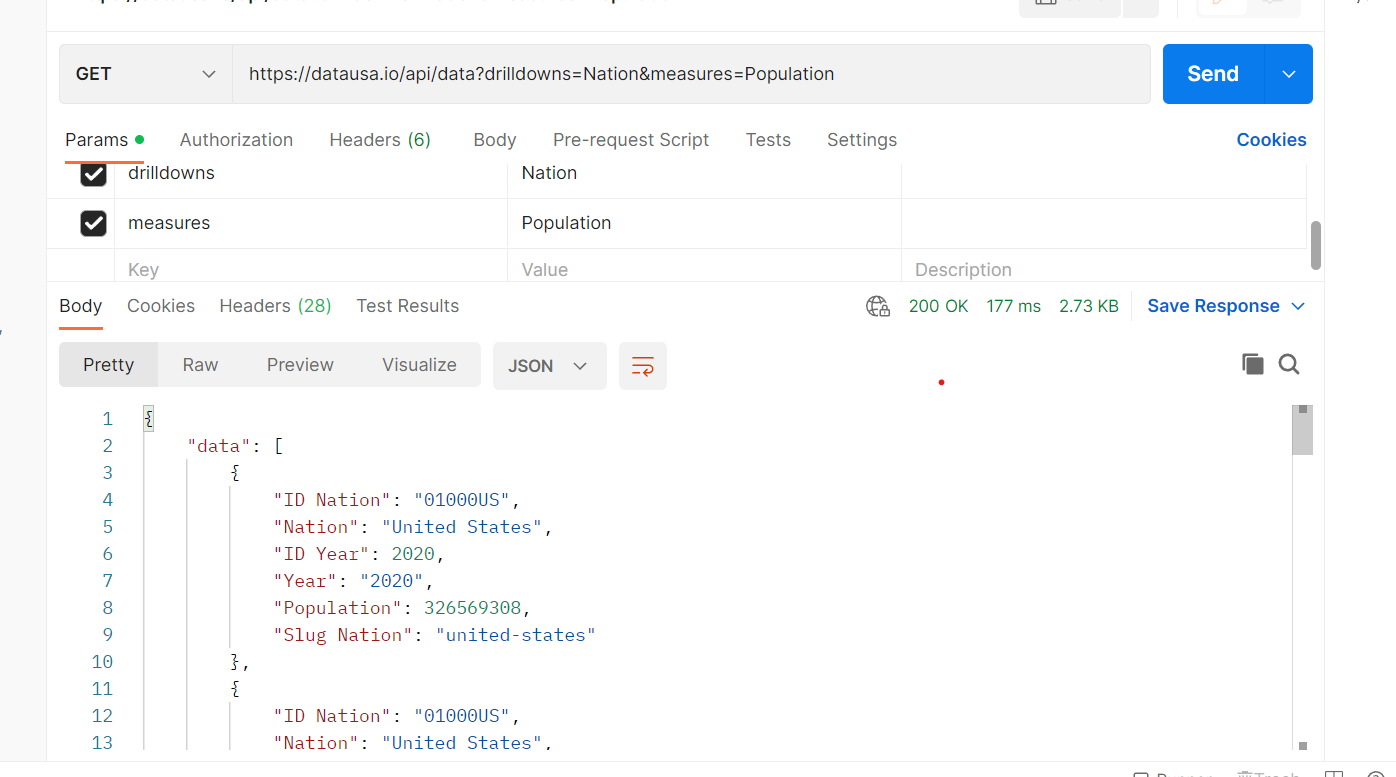 GET https://datausa.io/api/data?drilldowns=Nation&measures=Population Send
Params Authorization Headers (6) Body Pre-request Script Tests Settings Cookies
drilldowns Nation
measures Population
Key Value Description
Body Cookies Headers (28) Test Results 200 OK 177 ms 2.73 KB Save Response
Pretty Raw Preview Visualize JSON
1 {
2 "data": [
3 {
4 "ID Nation": "01000US",
5 "Nation": "United States",
6 "ID Year": 2020,
7 "Year": "2020",
8 "Population": 326569308,
9 "Slug Nation": "united-states"
10 },
11 {
12 "ID Nation": "01000US",
13 "Nation": "United States",